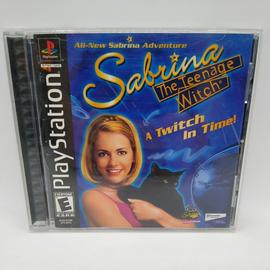 All-New Sabrina Adventure
Sabrina
The Teenage
Witch
A Twitch
In Time!
PlayStation
E